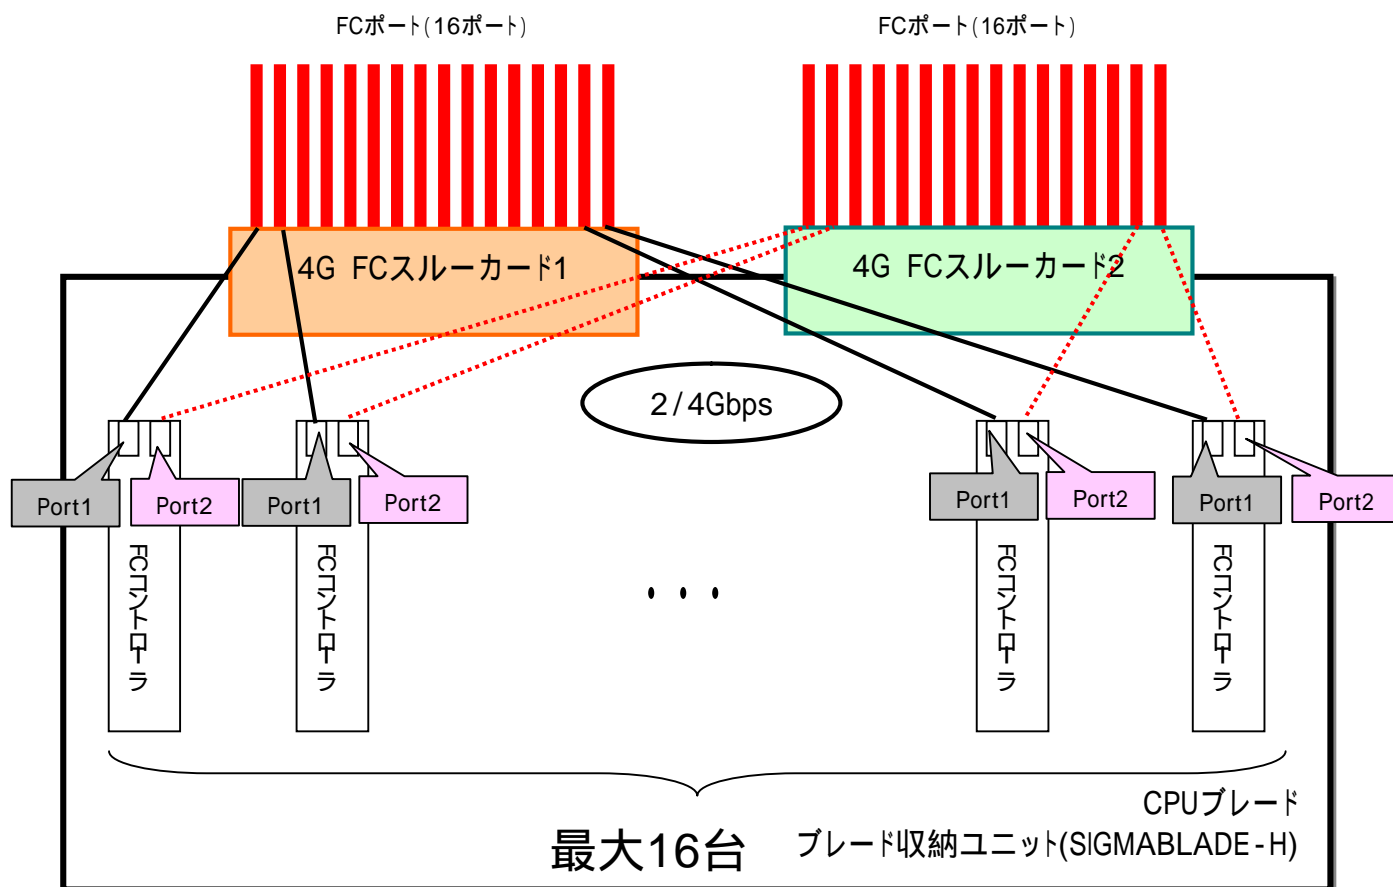 FCポート(16ポート)
FCポート(16ポート)
4G FCスルーカード1
4G FCスルーカード2
2/4Gbps
Port1
Port2
Port1
Port2
Port1
Port2
Port1
Port2
FCコントローラ
FCコントローラ
FCコントローラ
FCコントローラ
・・・
CPUブレード
最大16台
ブレード収納ユニット(SIGMABLADE-H)